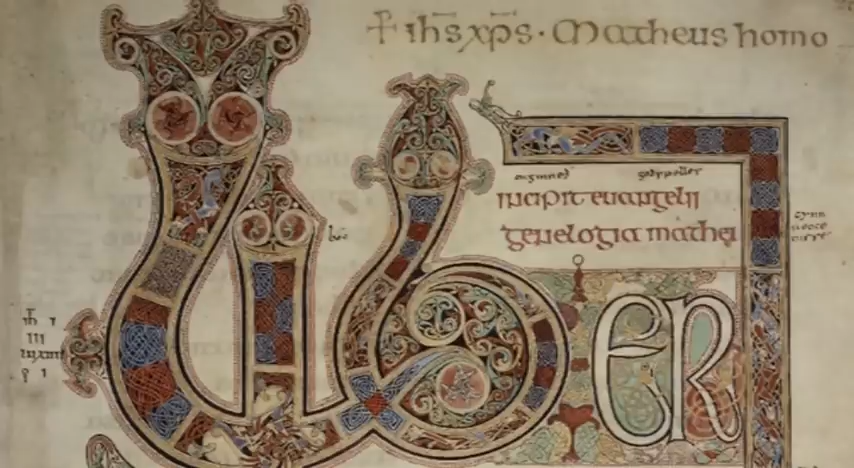 ☩ ihs xps · Matheus homo
incipit euangelii
genelogia mathei
LIBER